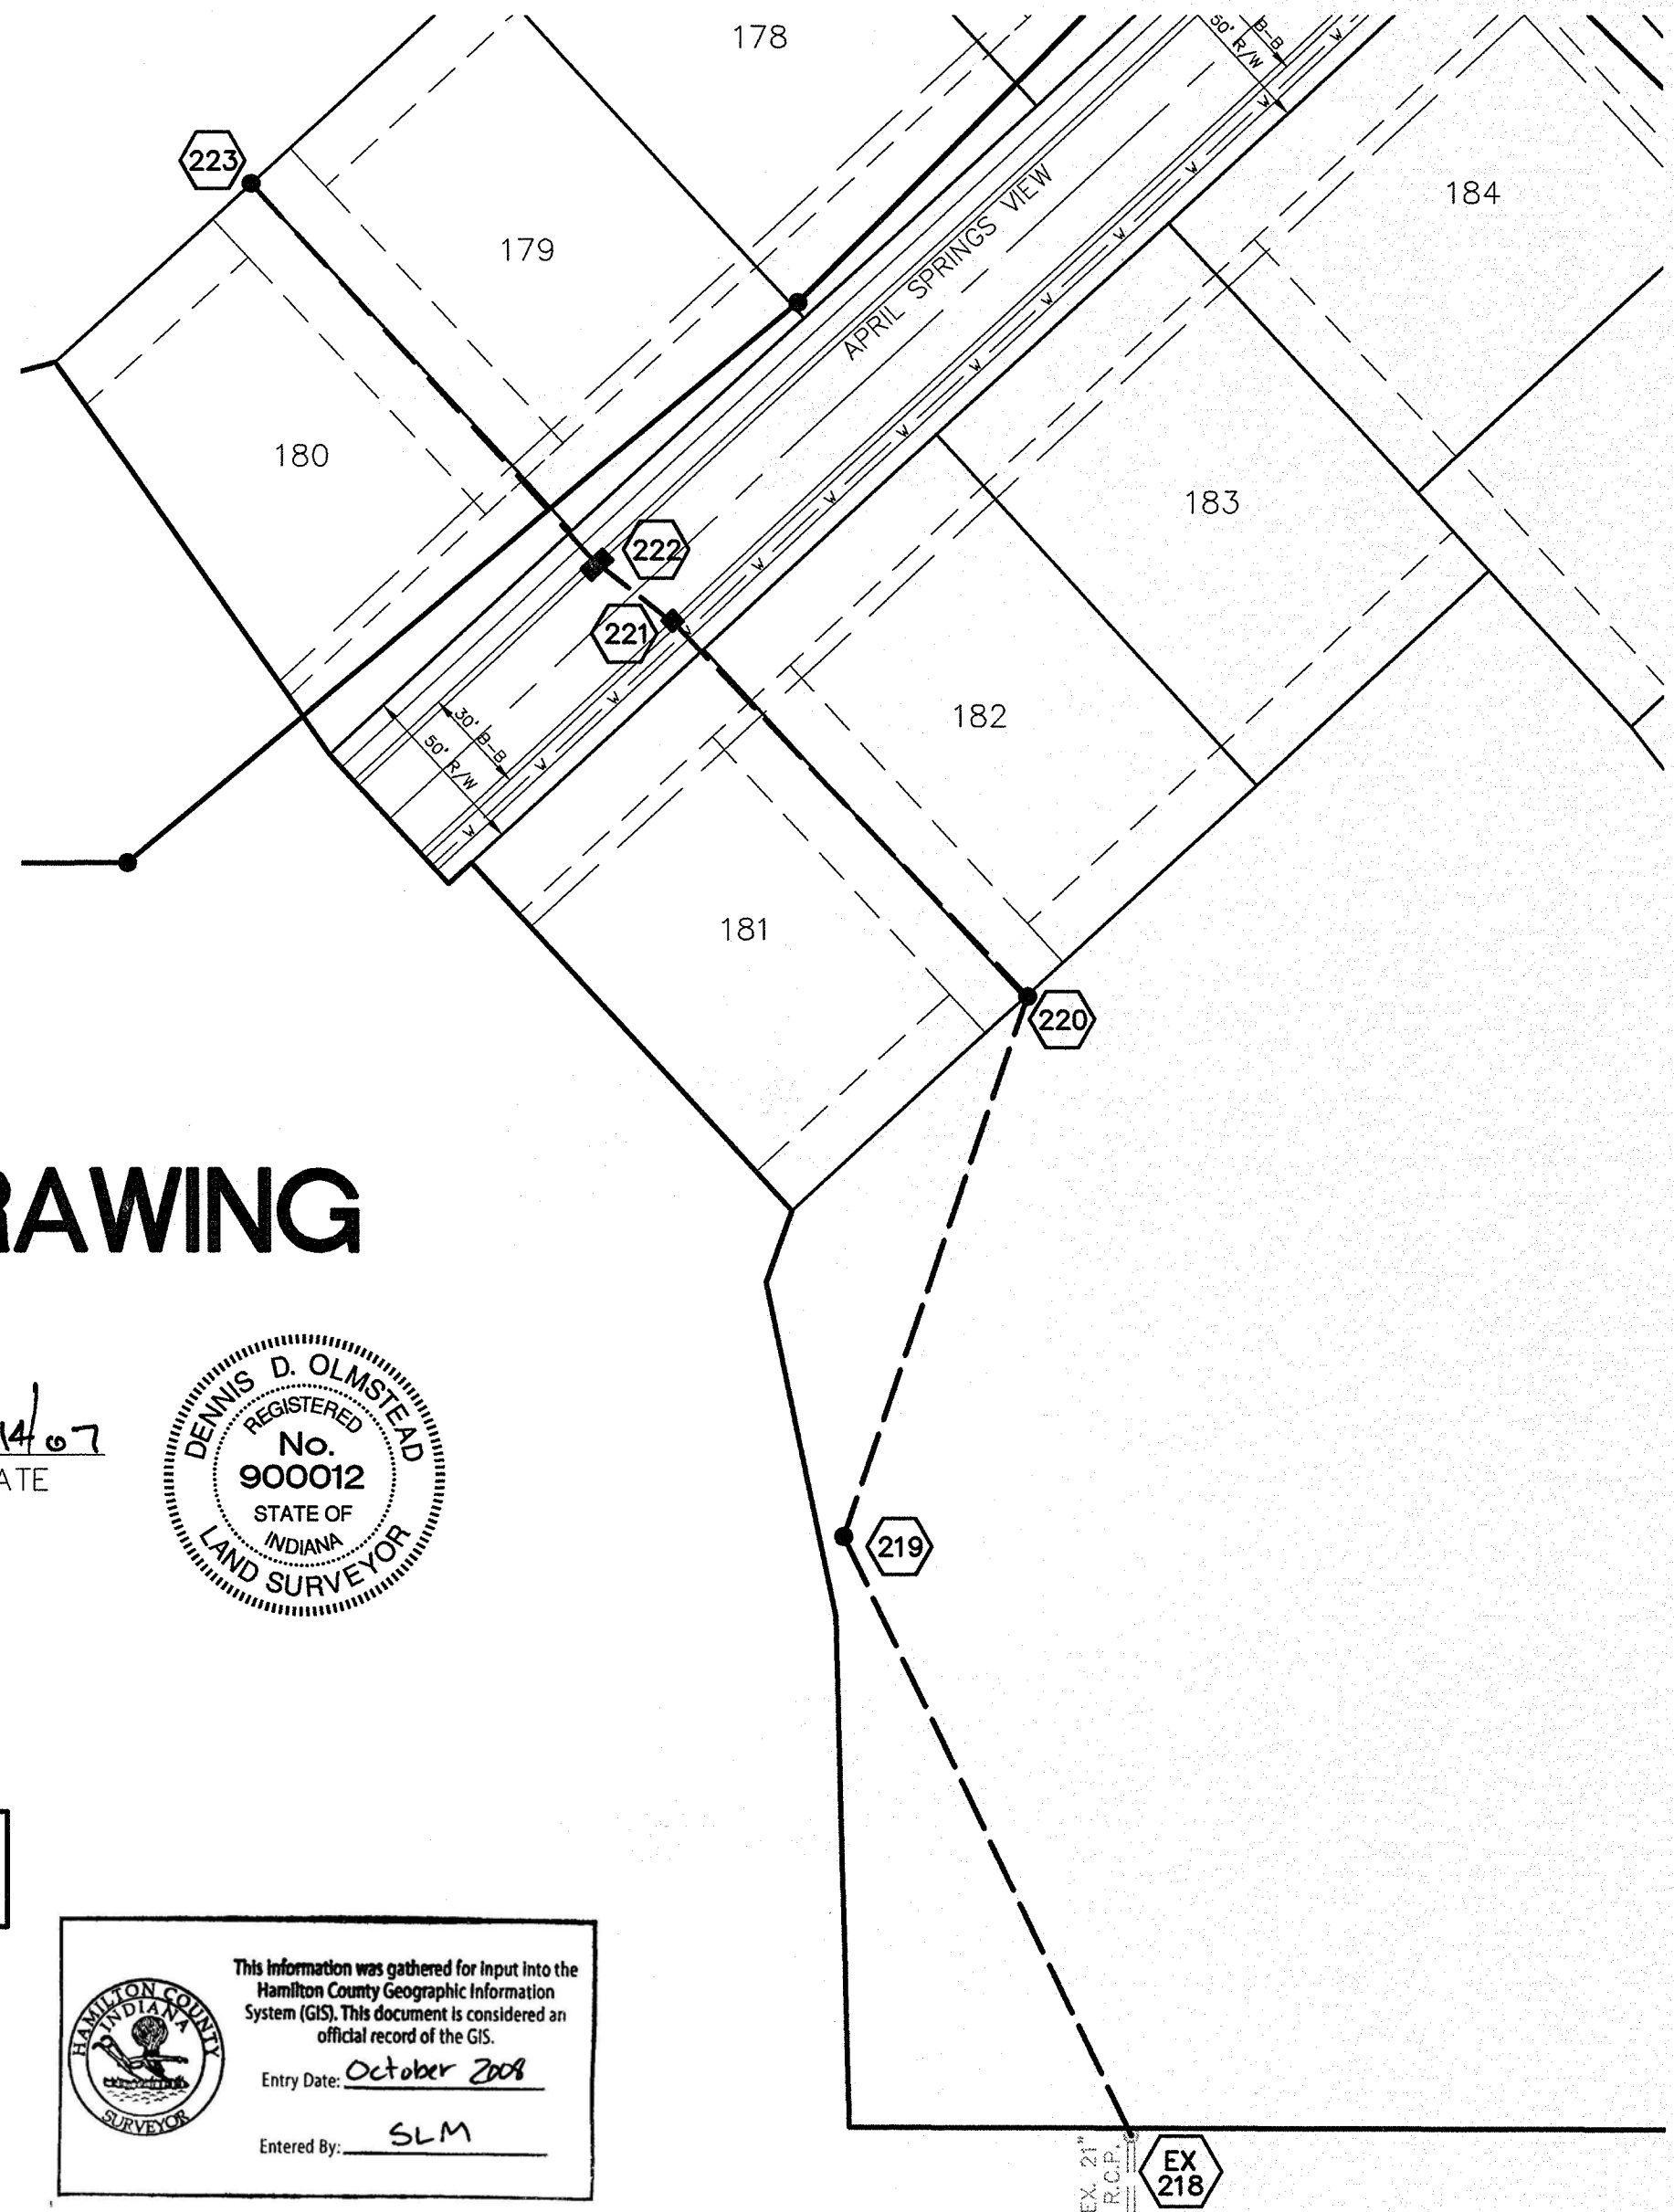 178
50' R/W
B-B
223
179
184
APRIL SPRINGS VIEW
180
183
222
221
30' B-B
50' R/W
182
181
220
RAWING
14/07
ATE
DENNIS D. OLMSTEAD
REGISTERED
No.
900012
STATE OF
INDIANA
LAND SURVEYOR
219
This information was gathered for input into the
Hamilton County Geographic Information
System (GIS). This document is considered an
official record of the GIS.
Entry Date: October 2008
Entered By: SLM
HAMILTON COUNTY
INDIANA
SURVEYOR
EX. 21"
R.C.P.
EX
218
W W W W W W W W W W W W W W